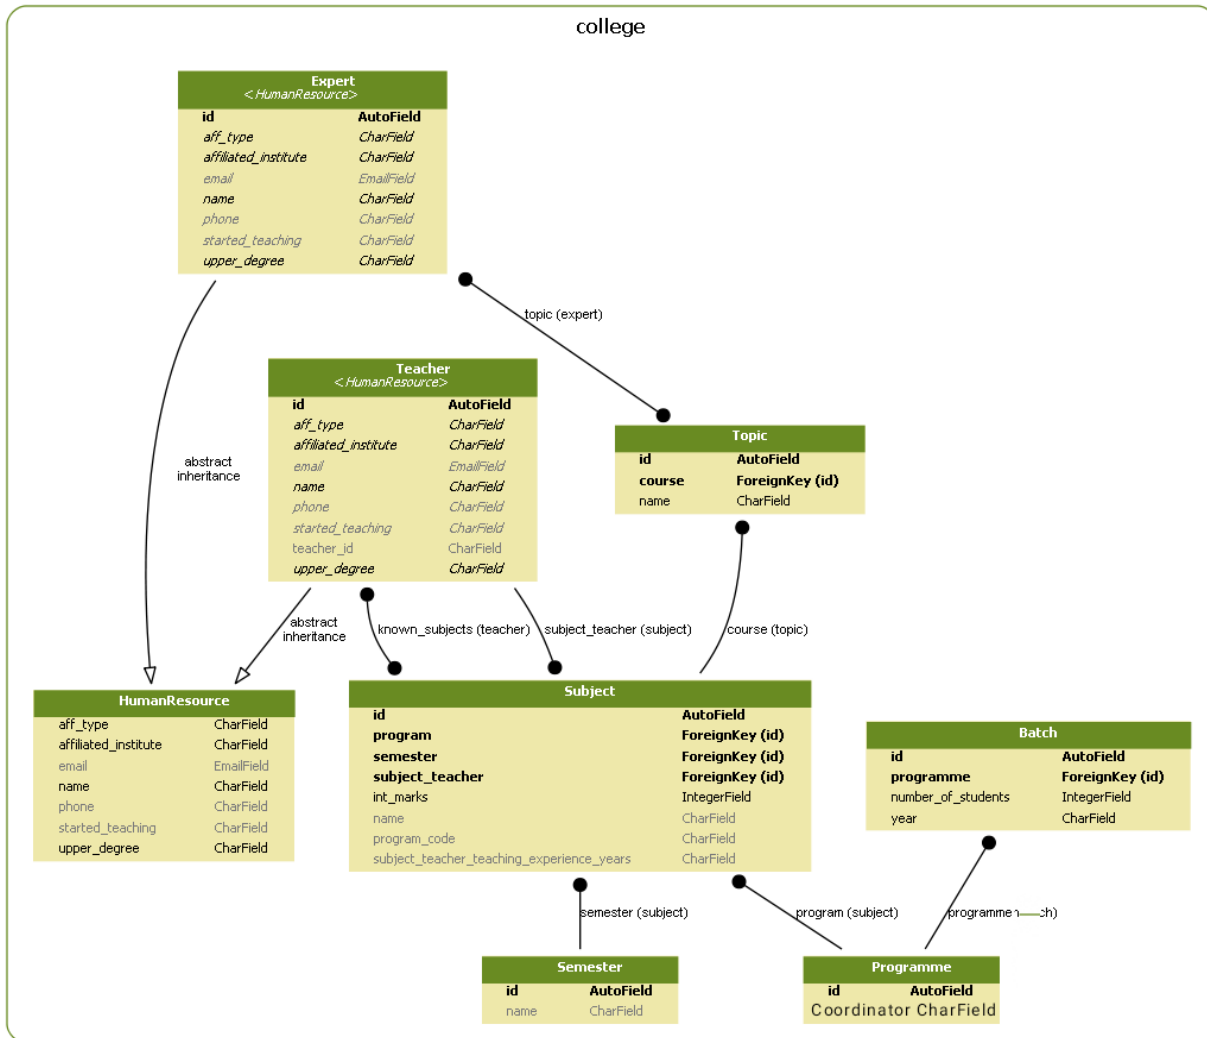 college
Expert
<HumanResource>
id AutoField
aff_type CharField
affiliated_institute CharField
email EmailField
name CharField
phone CharField
started_teaching CharField
upper_degree CharField
topic (expert)
Teacher
<HumanResource>
id AutoField
aff_type CharField
affiliated_institute CharField
email EmailField
name CharField
phone CharField
started_teaching CharField
teacher_id CharField
upper_degree CharField
Topic
id AutoField
course ForeignKey (id)
name CharField
abstract
inheritance
abstract
inheritance
known_subjects (teacher)
subject_teacher (subject)
course (topic)
HumanResource
aff_type CharField
affiliated_institute CharField
email EmailField
name CharField
phone CharField
started_teaching CharField
upper_degree CharField
Subject
id AutoField
program ForeignKey (id)
semester ForeignKey (id)
subject_teacher ForeignKey (id)
int_marks IntegerField
name CharField
program_code CharField
subject_teacher_teaching_experience_years CharField
Batch
id AutoField
programme ForeignKey (id)
number_of_students IntegerField
year CharField
semester (subject)
program (subject)
Semester
id AutoField
name CharField
Programme
id AutoField
Coordinator CharField